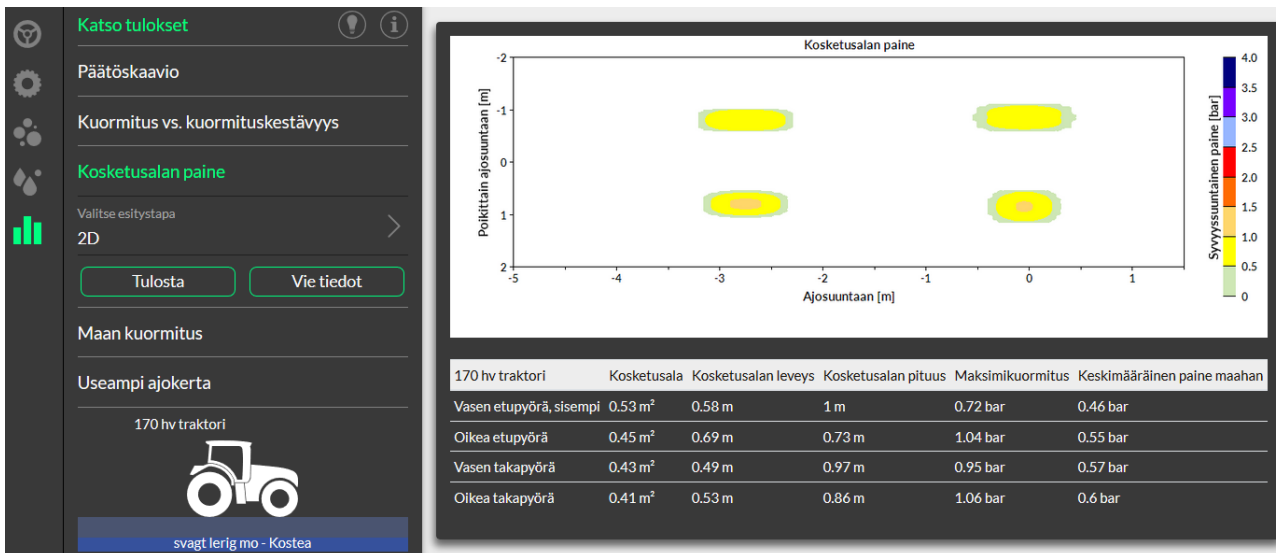 Katso tulokset
Päätöskaavio
Kuormitus vs. kuormituskestävyys
Kosketusalan paine
Valitse esitystapa
2D
Tulosta Vie tiedot
Maan kuormitus
Useampi ajokerta
170 hv traktori
svagt lerig mo - Kostea
Kosketusalan paine
Poikittain ajosuuntaan [m]
-2
-1
0
1
2
-5 -4 -3 -2 -1 0 1
Ajosuuntaan [m]
Syvyyssuuntainen paine [bar]
4.0
3.5
3.0
2.5
2.0
1.5
1.0
0.5
0
170 hv traktori Kosketusala Kosketusalan leveys Kosketusalan pituus Maksimikuormitus Keskimääräinen paine maahan
Vasen etupyörä, sisempi 0.53 m² 0.58 m 1 m 0.72 bar 0.46 bar
Oikea etupyörä 0.45 m² 0.69 m 0.73 m 1.04 bar 0.55 bar
Vasen takapyörä 0.43 m² 0.49 m 0.97 m 0.95 bar 0.57 bar
Oikea takapyörä 0.41 m² 0.53 m 0.86 m 1.06 bar 0.6 bar